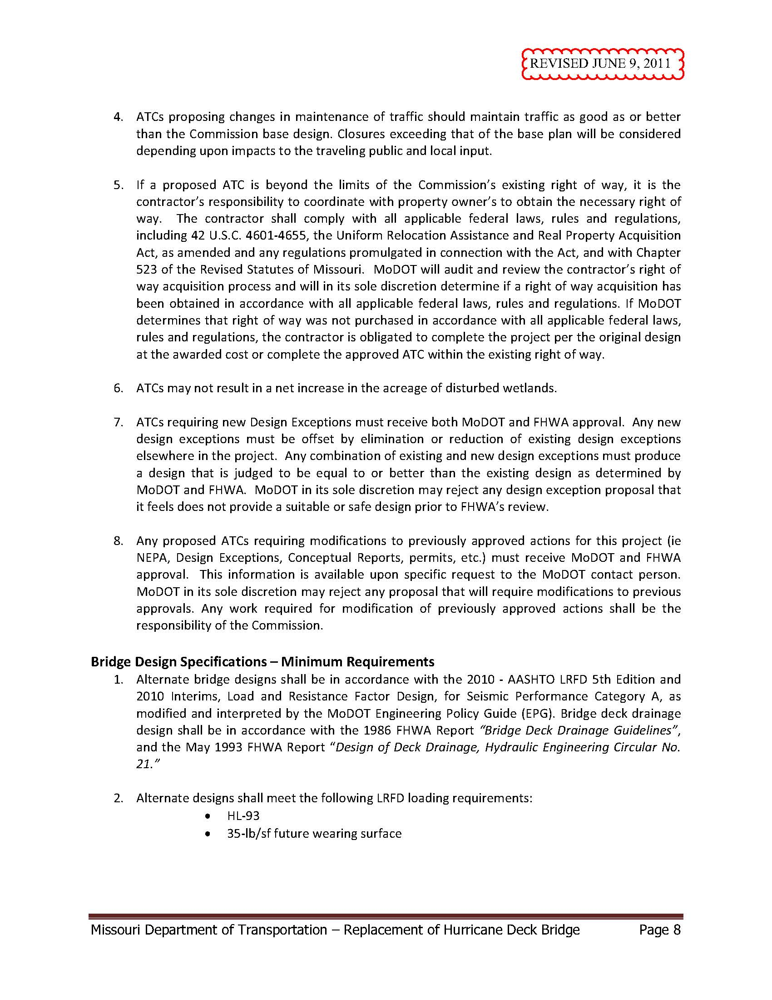 REVISED JUNE 9, 2011
4. ATCs proposing changes in maintenance of traffic should maintain traffic as good as or better
than the Commission base design. Closures exceeding that of the base plan will be considered
depending upon impacts to the traveling public and local input.
5. If a proposed ATC is beyond the limits of the Commission’s existing right of way, it is the
contractor’s responsibility to coordinate with property owner’s to obtain the necessary right of
way. The contractor shall comply with all applicable federal laws, rules and regulations,
including 42 U.S.C. 4601-4655, the Uniform Relocation Assistance and Real Property Acquisition
Act, as amended and any regulations promulgated in connection with the Act, and with Chapter
523 of the Revised Statutes of Missouri. MoDOT will audit and review the contractor’s right of
way acquisition process and will in its sole discretion determine if a right of way acquisition has
been obtained in accordance with all applicable federal laws, rules and regulations. If MoDOT
determines that right of way was not purchased in accordance with all applicable federal laws,
rules and regulations, the contractor is obligated to complete the project per the original design
at the awarded cost or complete the approved ATC within the existing right of way.
6. ATCs may not result in a net increase in the acreage of disturbed wetlands.
7. ATCs requiring new Design Exceptions must receive both MoDOT and FHWA approval. Any new
design exceptions must be offset by elimination or reduction of existing design exceptions
elsewhere in the project. Any combination of existing and new design exceptions must produce
a design that is judged to be equal to or better than the existing design as determined by
MoDOT and FHWA. MoDOT in its sole discretion may reject any design exception proposal that
it feels does not provide a suitable or safe design prior to FHWA’s review.
8. Any proposed ATCs requiring modifications to previously approved actions for this project (ie
NEPA, Design Exceptions, Conceptual Reports, permits, etc.) must receive MoDOT and FHWA
approval. This information is available upon specific request to the MoDOT contact person.
MoDOT in its sole discretion may reject any proposal that will require modifications to previous
approvals. Any work required for modification of previously approved actions shall be the
responsibility of the Commission.
Bridge Design Specifications – Minimum Requirements
1. Alternate bridge designs shall be in accordance with the 2010 - AASHTO LRFD 5th Edition and
2010 Interims, Load and Resistance Factor Design, for Seismic Performance Category A, as
modified and interpreted by the MoDOT Engineering Policy Guide (EPG). Bridge deck drainage
design shall be in accordance with the 1986 FHWA Report “Bridge Deck Drainage Guidelines”,
and the May 1993 FHWA Report “Design of Deck Drainage, Hydraulic Engineering Circular No.
21.”
2. Alternate designs shall meet the following LRFD loading requirements:
• HL-93
• 35-lb/sf future wearing surface
Missouri Department of Transportation – Replacement of Hurricane Deck Bridge Page 8